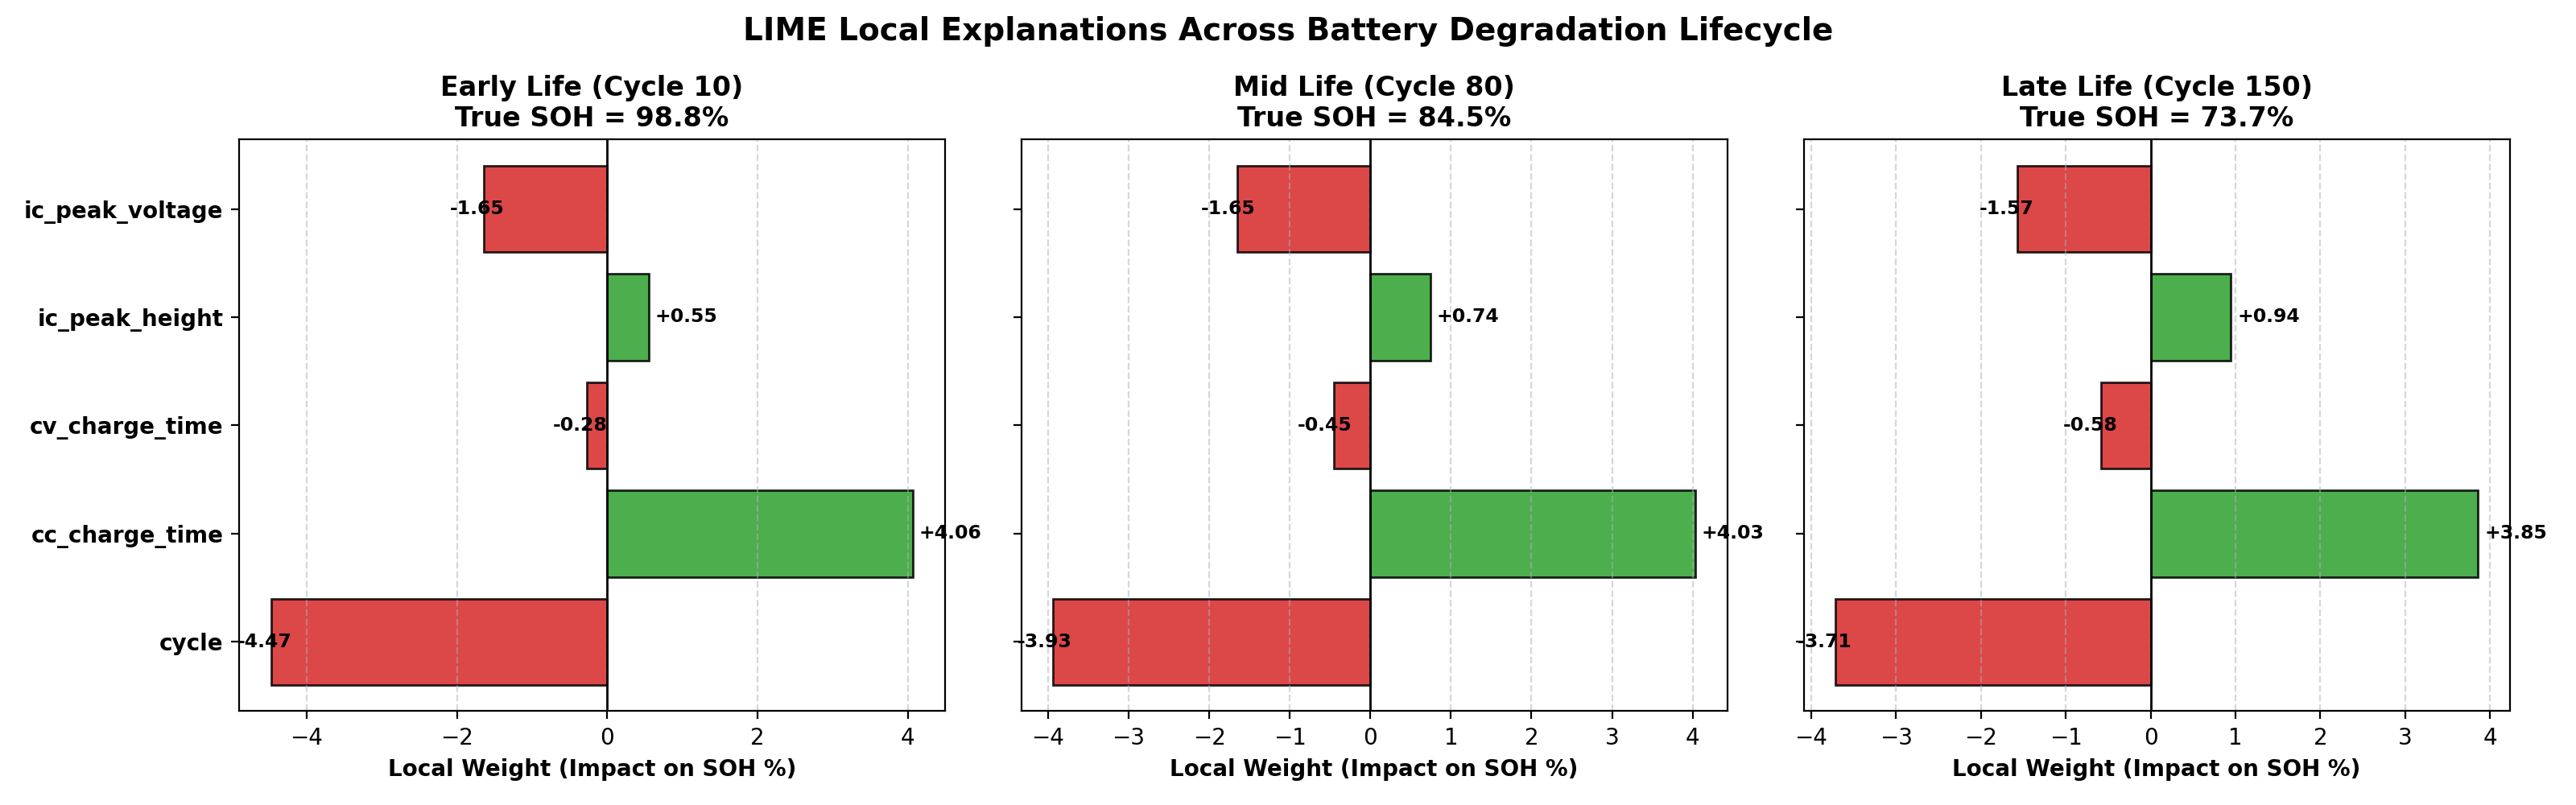 LIME Local Explanations Across Battery Degradation Lifecycle
Early Life (Cycle 10)
True SOH = 98.8%
ic_peak_voltage
ic_peak_height
cv_charge_time
cc_charge_time
cycle
-1.65
+0.55
-0.28
+4.06
-4.47
−4 −2 0 2 4
Local Weight (Impact on SOH %)
Mid Life (Cycle 80)
True SOH = 84.5%
-1.65
+0.74
-0.45
+4.03
-3.93
−4 −3 −2 −1 0 1 2 3 4
Local Weight (Impact on SOH %)
Late Life (Cycle 150)
True SOH = 73.7%
-1.57
+0.94
-0.58
+3.85
-3.71
−4 −3 −2 −1 0 1 2 3 4
Local Weight (Impact on SOH %)